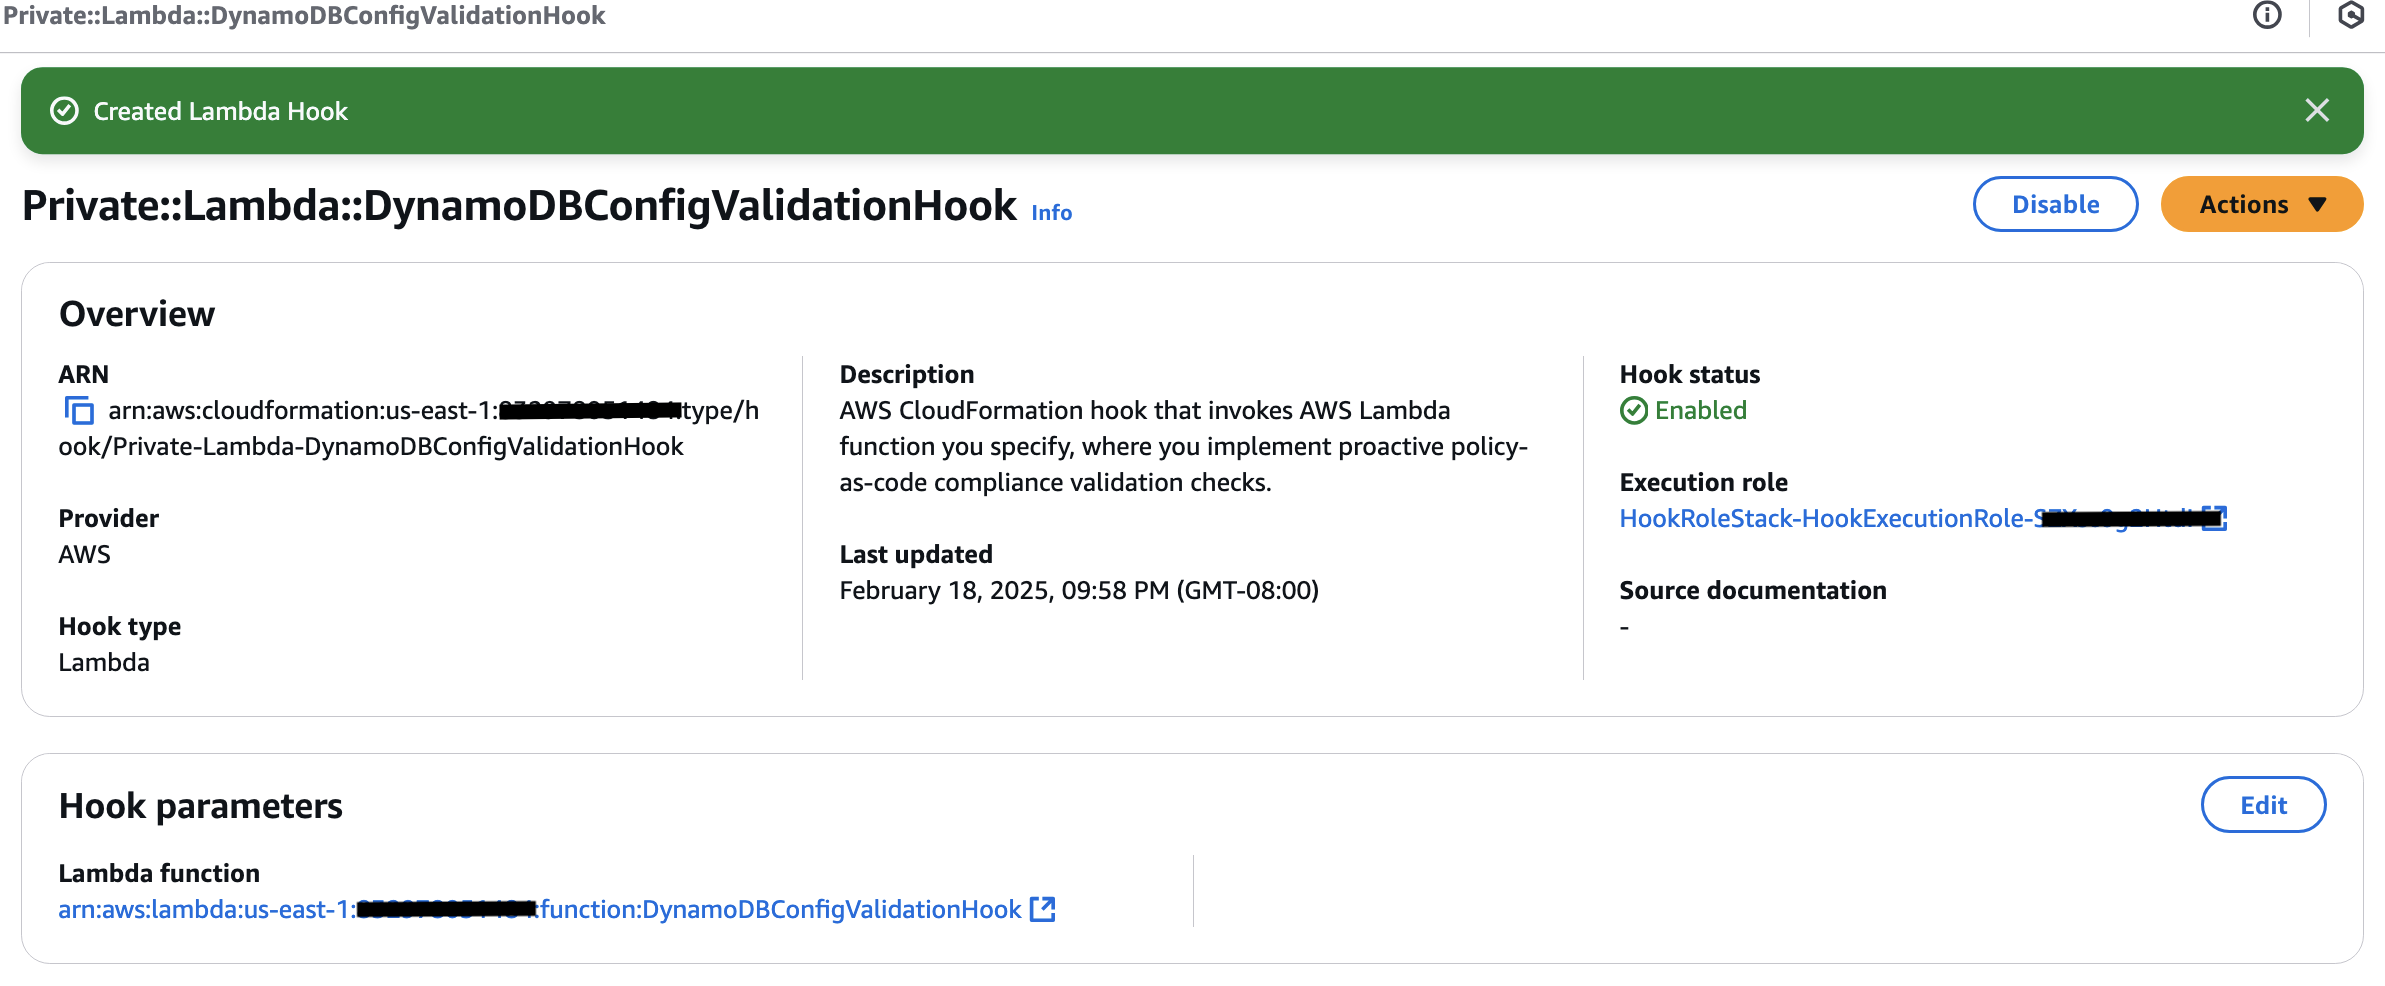 Private::Lambda::DynamoDBConfigValidationHook
Created Lambda Hook
Private::Lambda::DynamoDBConfigValidationHook Info
Disable
Actions
Overview
ARN
arn:aws:cloudformation:us-east-1: type/h
ook/Private-Lambda-DynamoDBConfigValidationHook
Provider
AWS
Hook type
Lambda
Description
AWS CloudFormation hook that invokes AWS Lambda
function you specify, where you implement proactive policy-
as-code compliance validation checks.
Last updated
February 18, 2025, 09:58 PM (GMT-08:00)
Hook status
Enabled
Execution role
HookRoleStack-HookExecutionRole-
Source documentation
-
Hook parameters
Edit
Lambda function
arn:aws:lambda:us-east-1: :function:DynamoDBConfigValidationHook